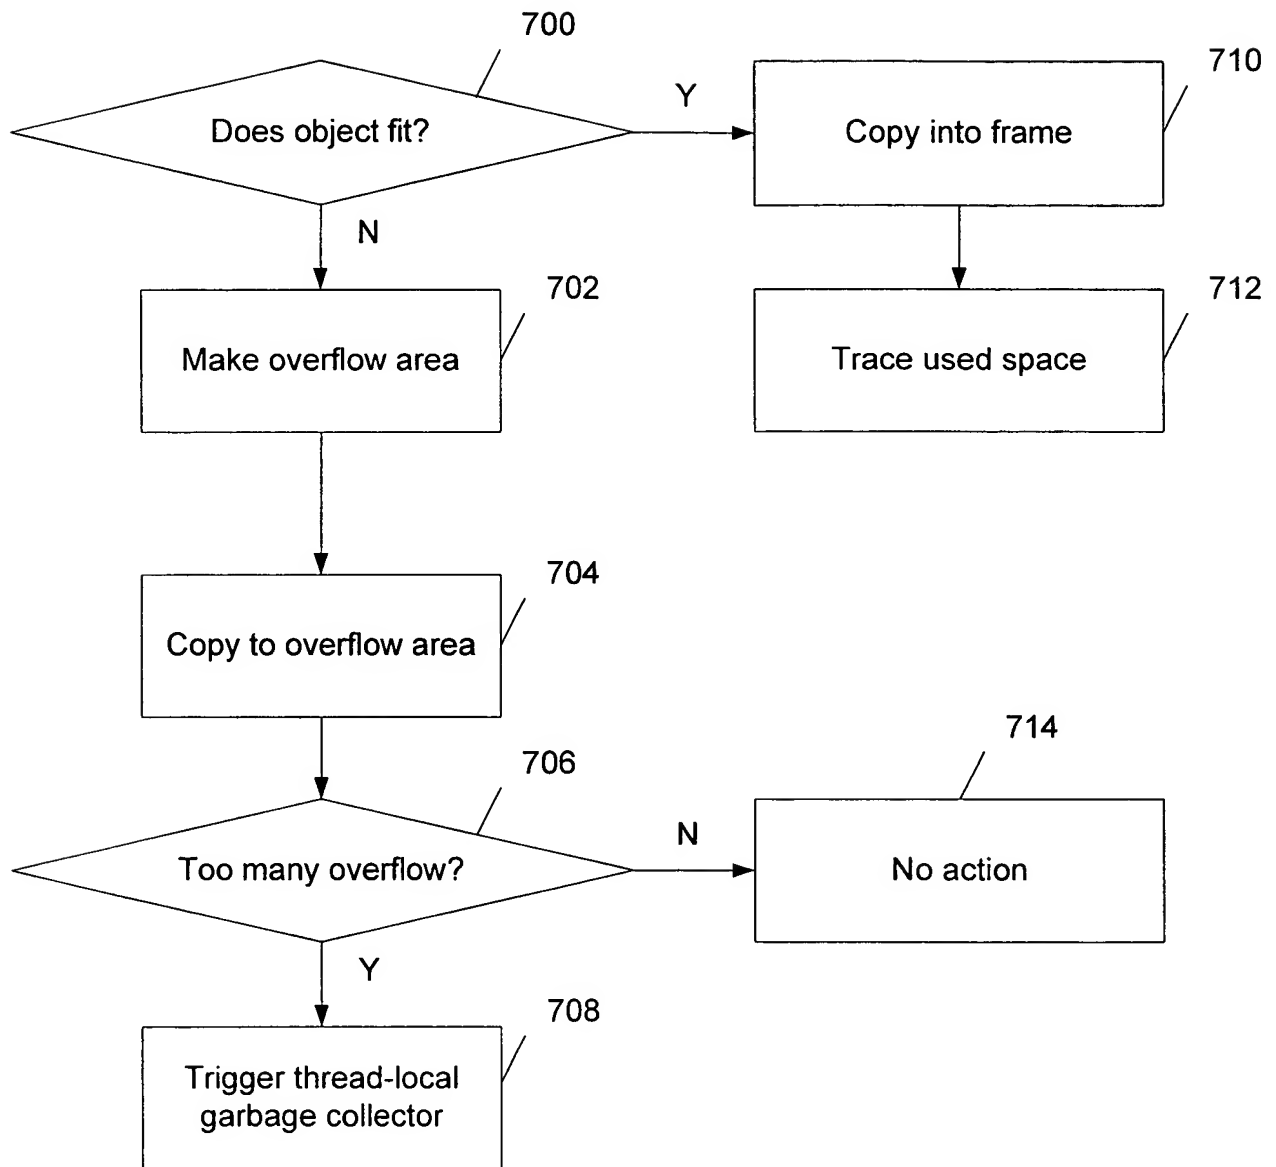 700
Does object fit?
Y
710
Copy into frame
N
702
Make overflow area
712
Trace used space
704
Copy to overflow area
706
Too many overflow?
N
714
No action
Y
708
Trigger thread-local
garbage collector